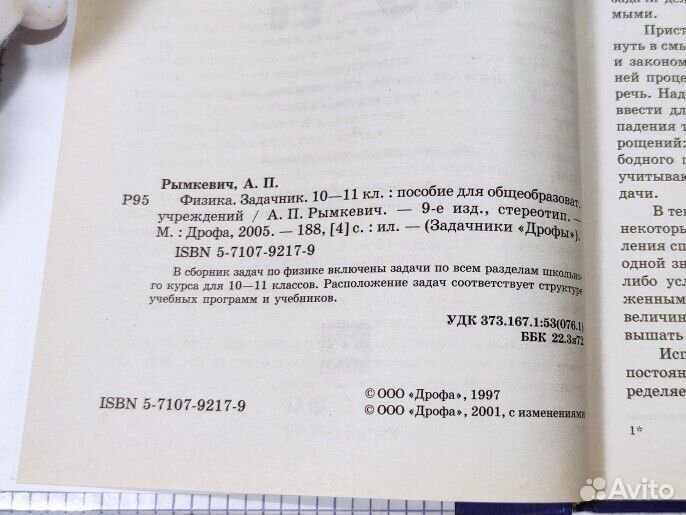 Рымкевич, А. П.
Р95 Физика. Задачник. 10—11 кл. : пособие для общеобразоват.
учреждений / А. П. Рымкевич. — 9-е изд., стереотип. —
М. : Дрофа, 2005. — 188, [4] с. : ил. — (Задачники «Дрофы»).
ISBN 5-7107-9217-9
В сборник задач по физике включены задачи по всем разделам школьно-
го курса для 10—11 классов. Расположение задач соответствует структуре
учебных программ и учебников.
УДК 373.167.1:53(076.1)
ББК 22.3я72
ISBN 5-7107-9217-9
© ООО «Дрофа», 1997
© ООО «Дрофа», 2001, с изменениями
мыми.
Прист
нуть в смы
и законом
ней проце
речь. Над
ввести дл
падения т
рощений:
бодного п
учитываю
дачи.
В тек
некоторы
ления сп
одной зн
либо усл
женным
величин
вышать
Исп
постоян
ределяе
1*
Avito